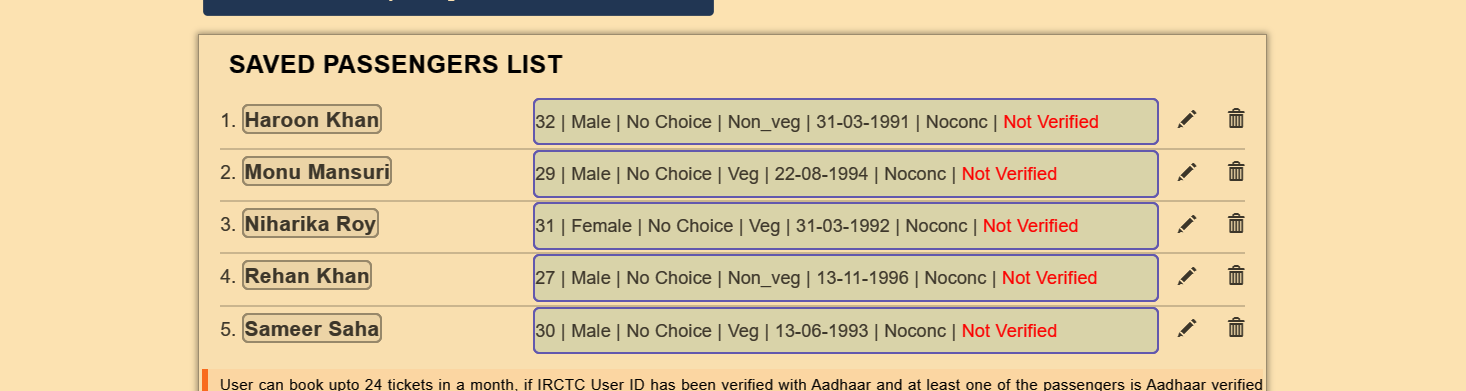 SAVED PASSENGERS LIST
1. Haroon Khan 32 | Male | No Choice | Non_veg | 31-03-1991 | Noconc | Not Verified
2. Monu Mansuri 29 | Male | No Choice | Veg | 22-08-1994 | Noconc | Not Verified
3. Niharika Roy 31 | Female | No Choice | Veg | 31-03-1992 | Noconc | Not Verified
4. Rehan Khan 27 | Male | No Choice | Non_veg | 13-11-1996 | Noconc | Not Verified
5. Sameer Saha 30 | Male | No Choice | Veg | 13-06-1993 | Noconc | Not Verified
User can book upto 24 tickets in a month, if IRCTC User ID has been verified with Aadhaar and at least one of the passengers is Aadhaar verified